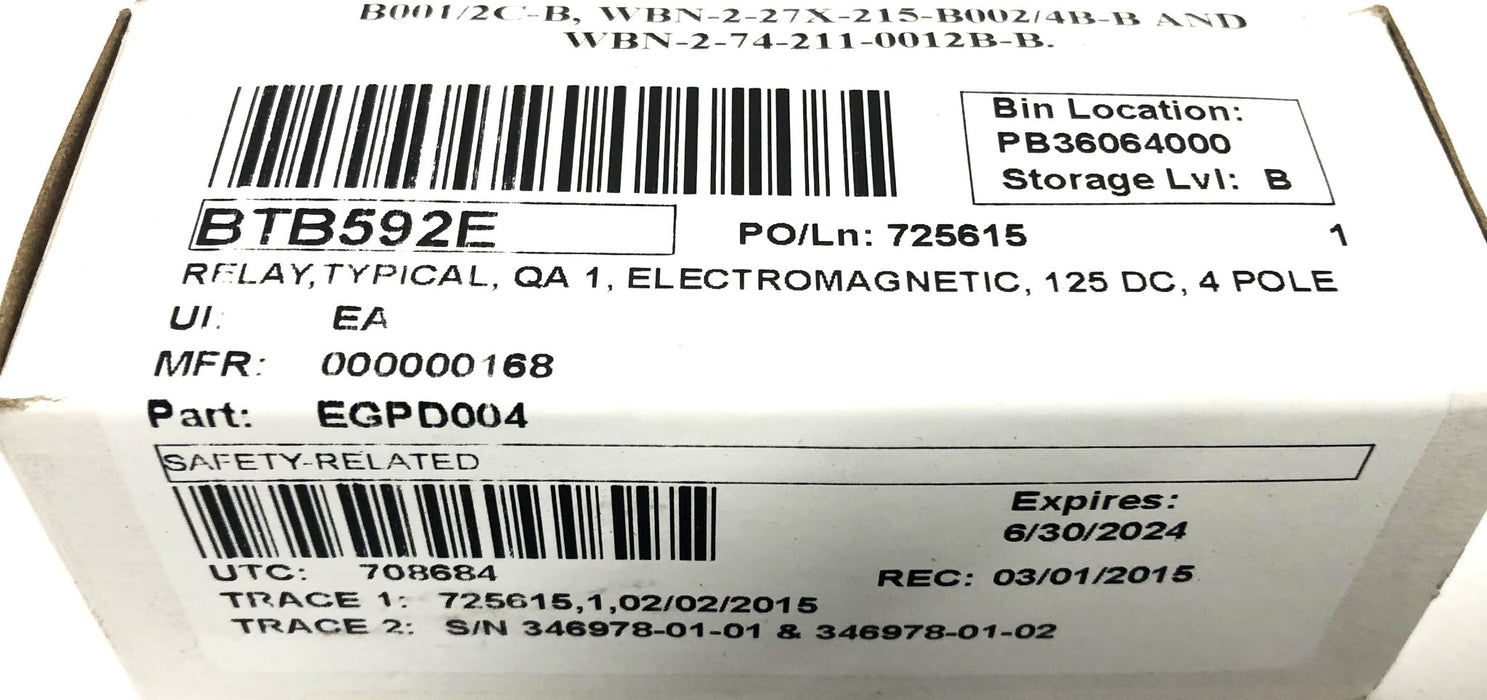 B001/2C-B, WBN-2-27X-215-B002/4B-B AND
WBN-2-74-211-0012B-B.
Bin Location:
PB36064000
Storage Lvl: B
BTB592E
PO/Ln: 725615 1
RELAY,TYPICAL, QA 1, ELECTROMAGNETIC, 125 DC, 4 POLE
UI: EA
MFR: 000000168
Part: EGPD004
SAFETY-RELATED
Expires:
6/30/2024
UTC: 708684
REC: 03/01/2015
TRACE 1: 725615,1,02/02/2015
TRACE 2: S/N 346978-01-01 & 346978-01-02